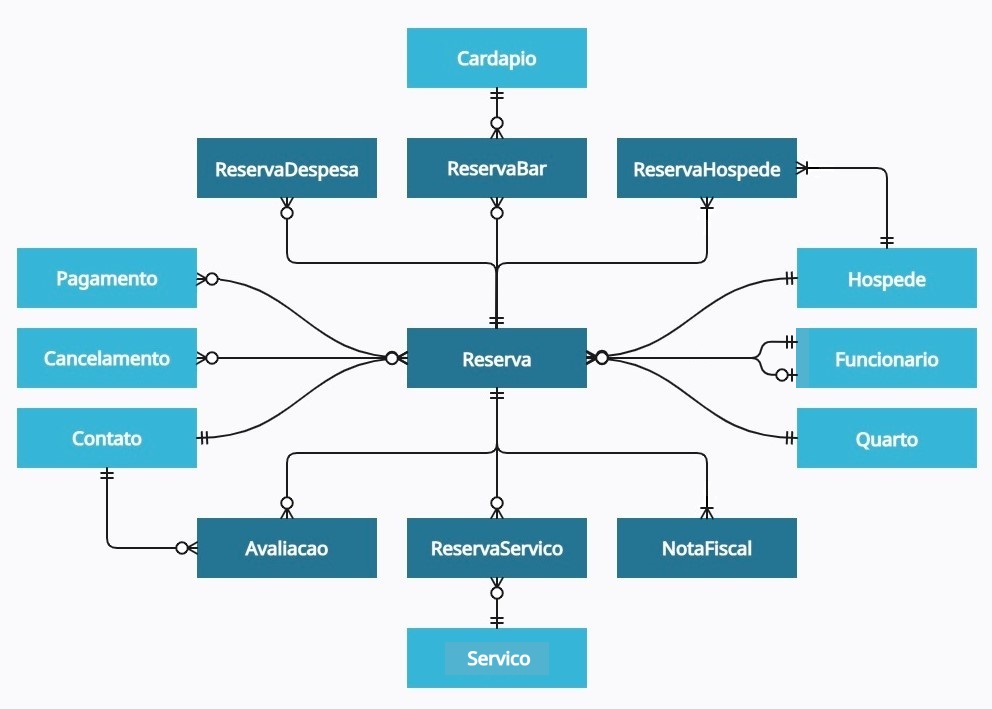 Cardapio
ReservaDespesa
ReservaBar
ReservaHospede
Pagamento
Hospede
Cancelamento
Reserva
Funcionario
Contato
Quarto
Avaliacao
ReservaServico
NotaFiscal
Servico